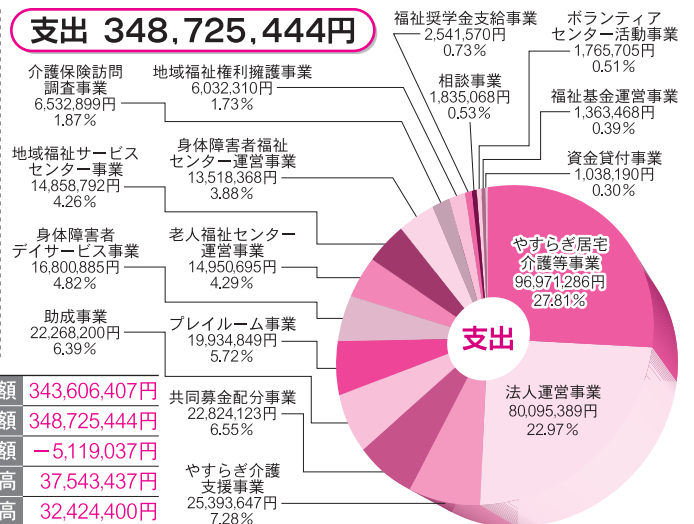 支出 348,725,444円
福祉奨学金支給事業
2,541,570円
0.73%
ボランティア
センター活動事業
1,765,705円
0.51%
介護保険訪問
調査事業
6,532,899円
1.87%
地域福祉権利擁護事業
6,032,310円
1.73%
相談事業
1,835,068円
0.53%
福祉基金運営事業
1,363,468円
0.39%
地域福祉サービス
センター事業
14,858,792円
4.26%
身体障害者福祉
センター運営事業
13,518,368円
3.88%
資金貸付事業
1,038,190円
0.30%
身体障害者
デイサービス事業
16,800,885円
4.82%
老人福祉センター
運営事業
14,950,695円
4.29%
やすらぎ居宅
介護等事業
96,971,286円
27.81%
助成事業
22,268,200円
6.39%
プレイルーム事業
19,934,849円
5.72%
支出
法人運営事業
80,095,389円
22.97%
共同募金配分事業
22,824,123円
6.55%
やすらぎ介護
支援事業
25,393,647円
7.28%
額 343,606,407円
額 348,725,444円
額 −5,119,037円
高 37,543,437円
高 32,424,400円